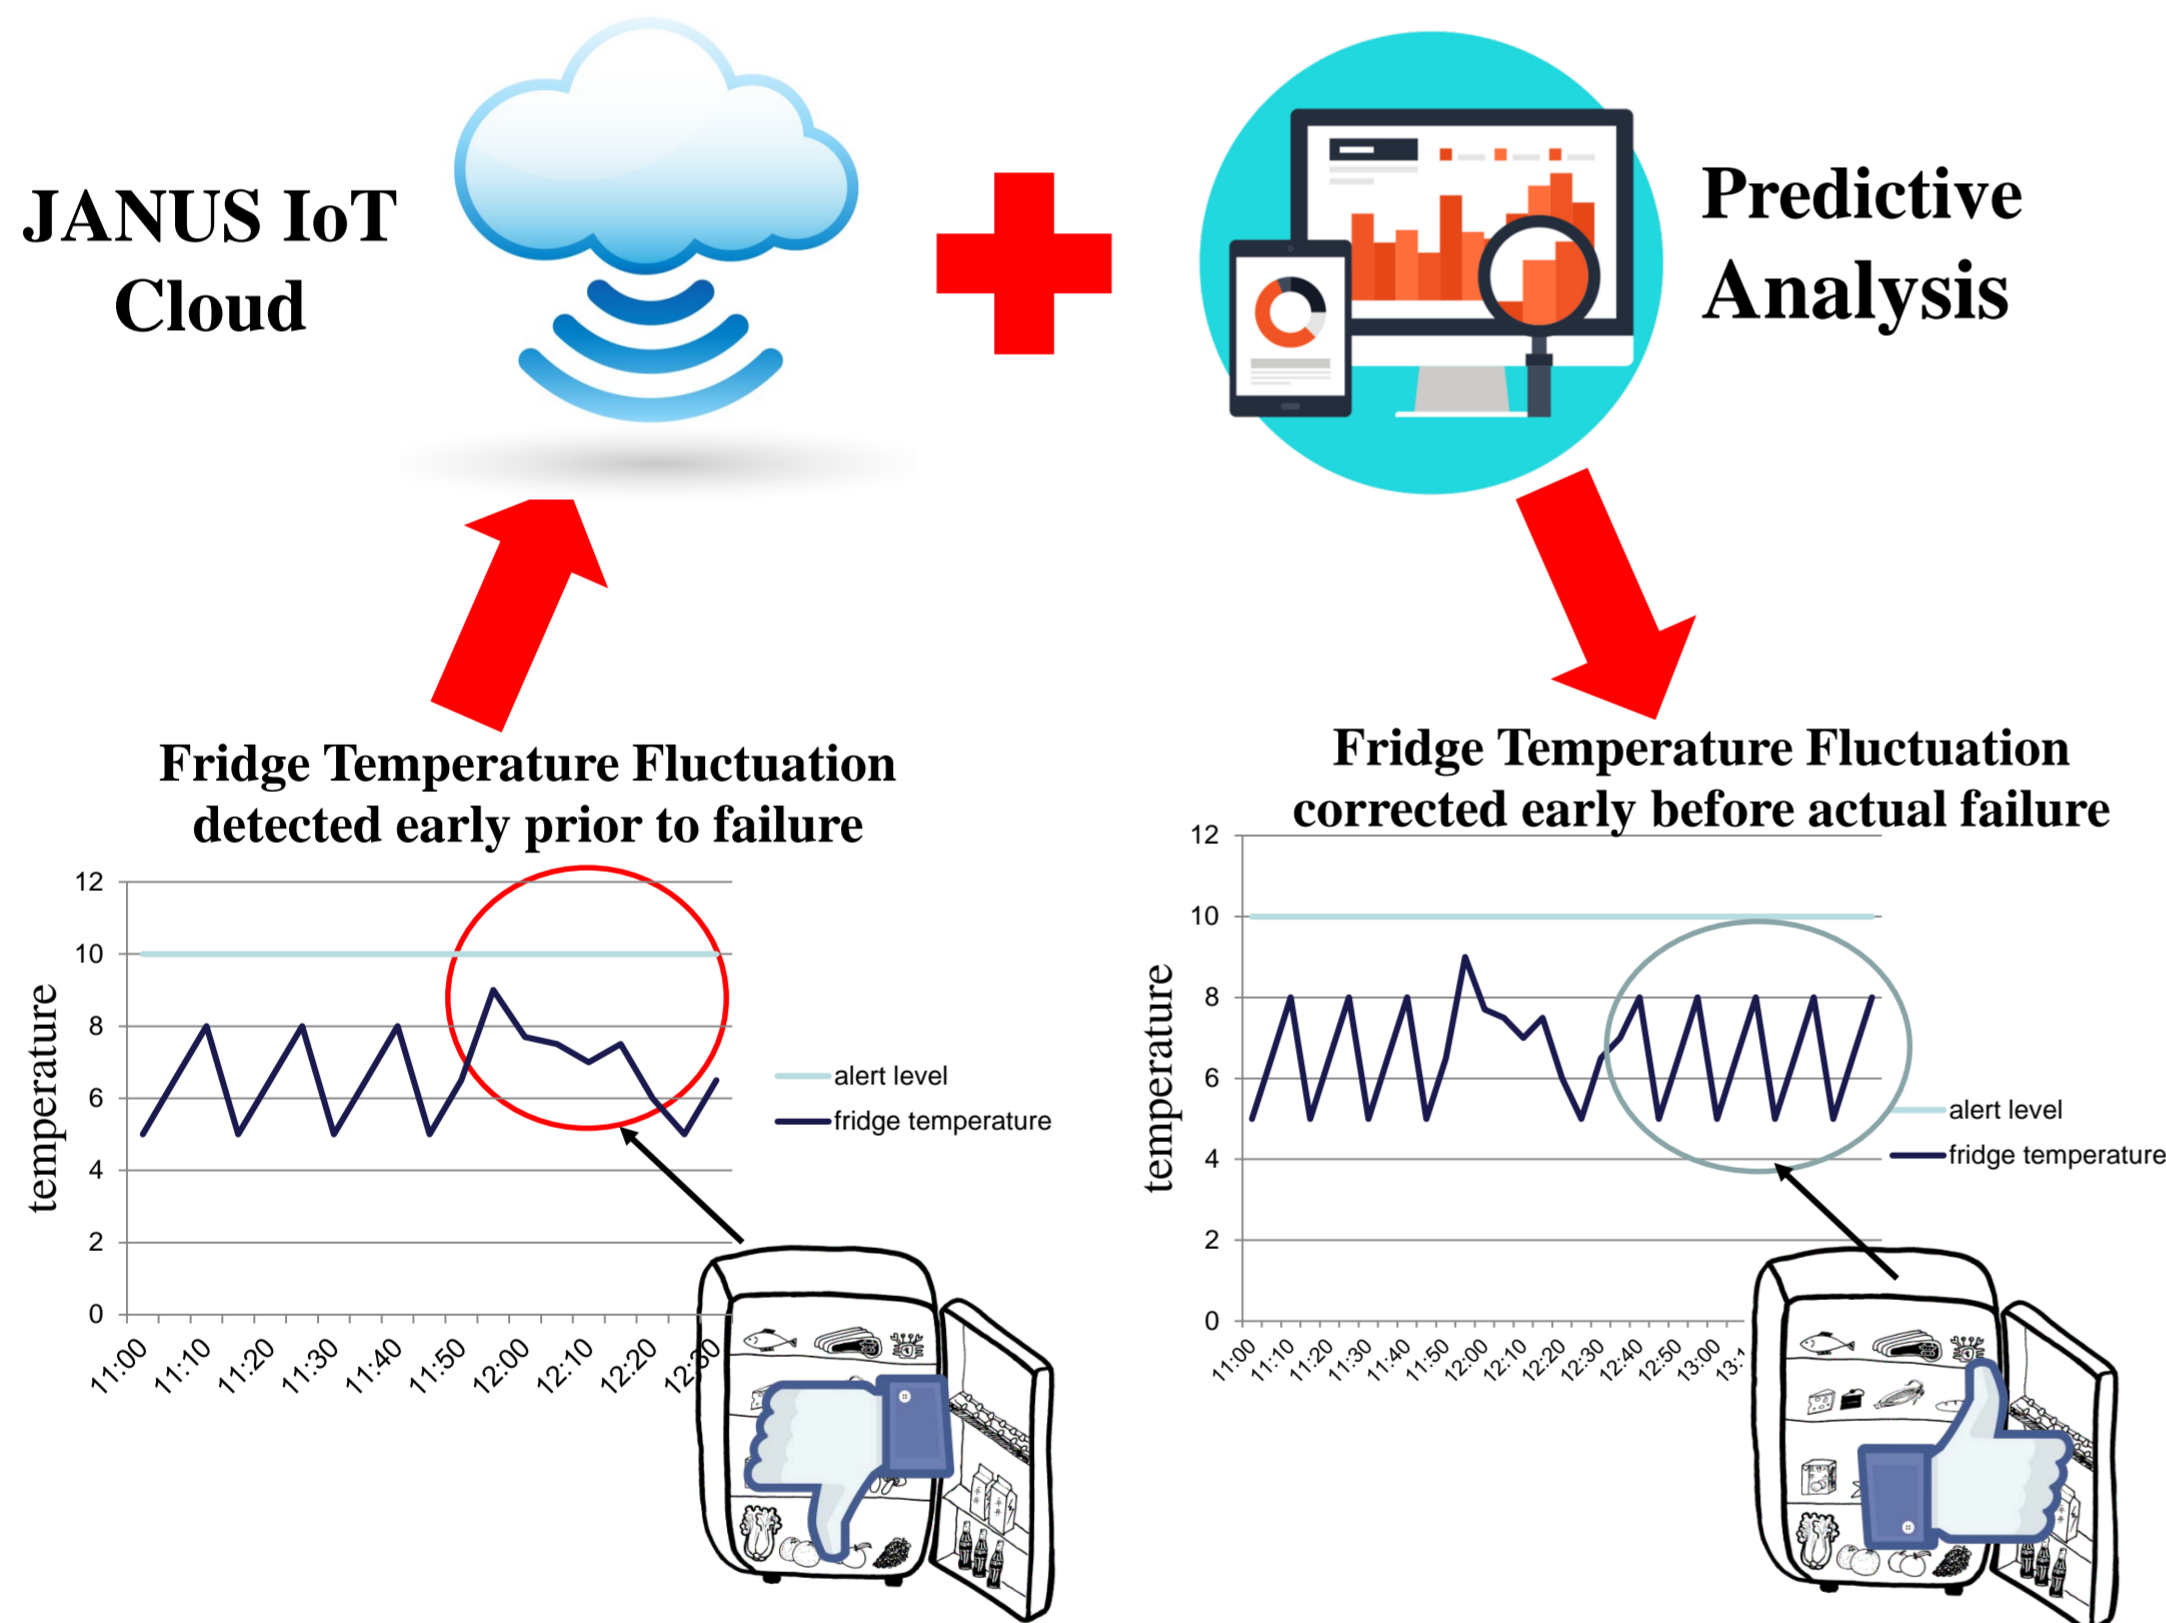 JANUS IoT
Cloud
Predictive
Analysis
Fridge Temperature Fluctuation
detected early prior to failure
12
10
8
6
4
2
0
temperature
11:00
11:10
11:20
11:30
11:40
11:50
12:00
12:10
12:20
12:30
alert level
fridge temperature
Fridge Temperature Fluctuation
corrected early before actual failure
12
10
8
6
4
2
0
temperature
11:00
11:10
11:20
11:30
11:40
11:50
12:00
12:10
12:20
12:30
12:40
12:50
13:00
13:1
alert level
fridge temperature